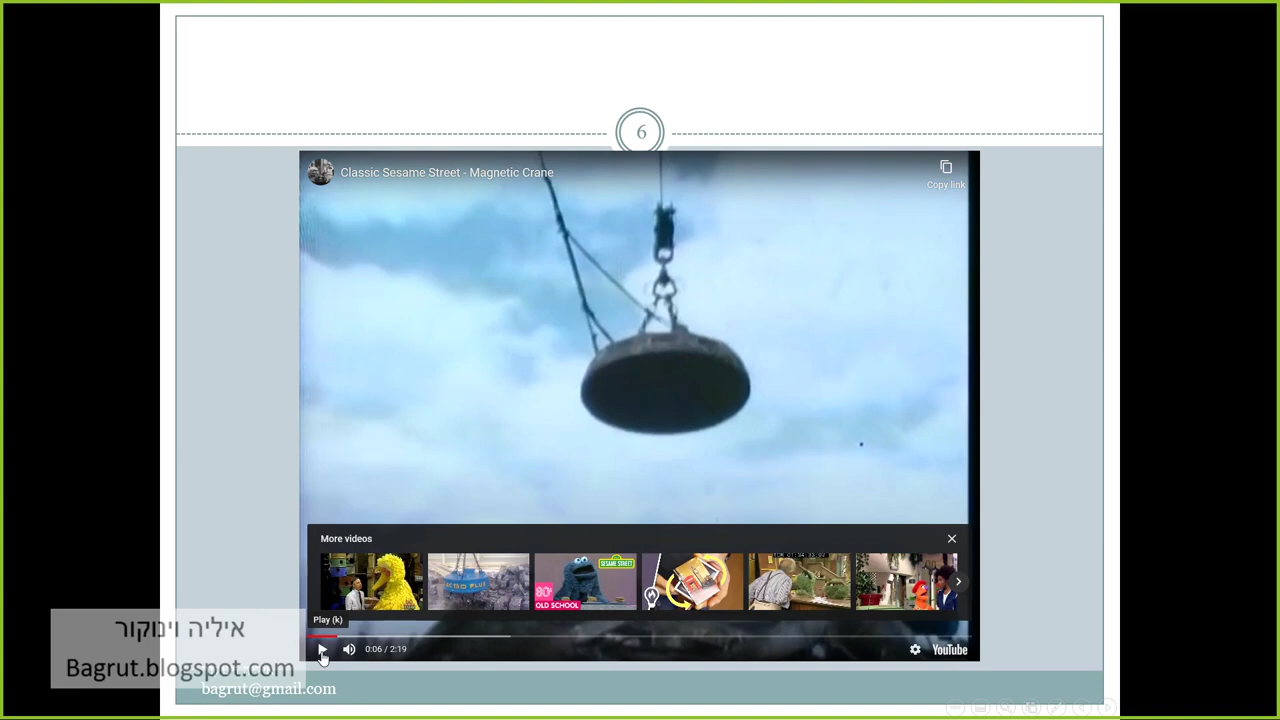 6
Classic Sesame Street - Magnetic Crane
Copy link
More videos
SESAME STREET
80s
OLD SCHOOL
Play (k)
0:06 / 2:19
YouTube
איליה וינוקור
Bagrut.blogspot.com
bagrut@gmail.com